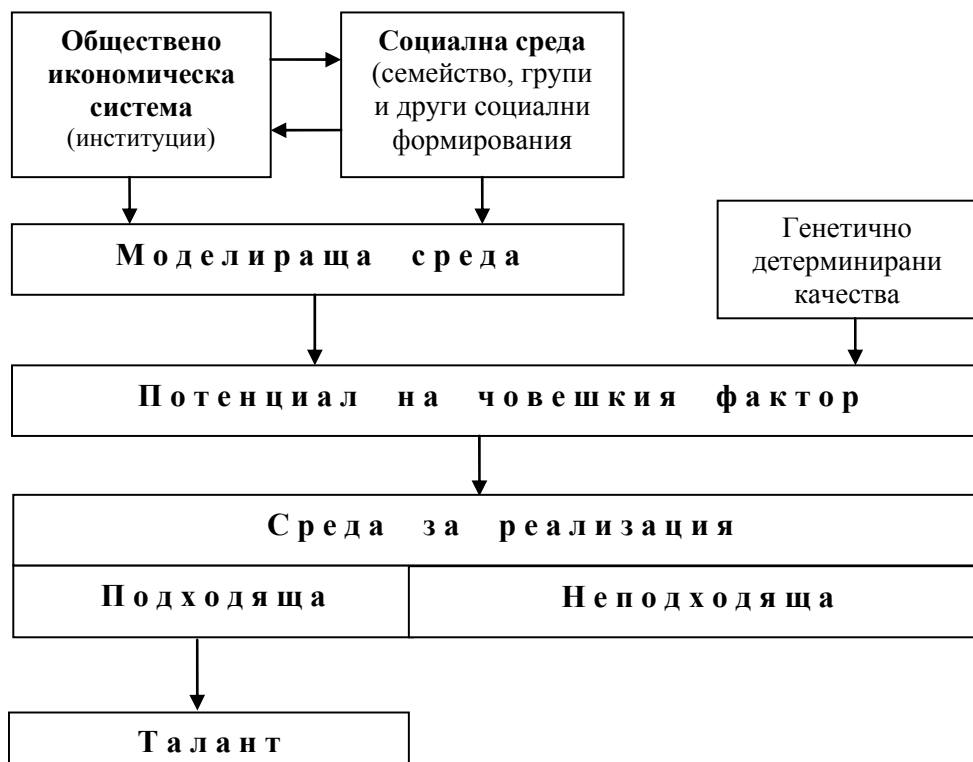 Обществено
икономическа
система
(институции)
Социална среда
(семейство, групи
и други социални
формирования
Моделираща среда
Генетично
детерминирани
качества
Потенциал на човешкия фактор
Среда за реализация
Подходяща
Неподходяща
Талант